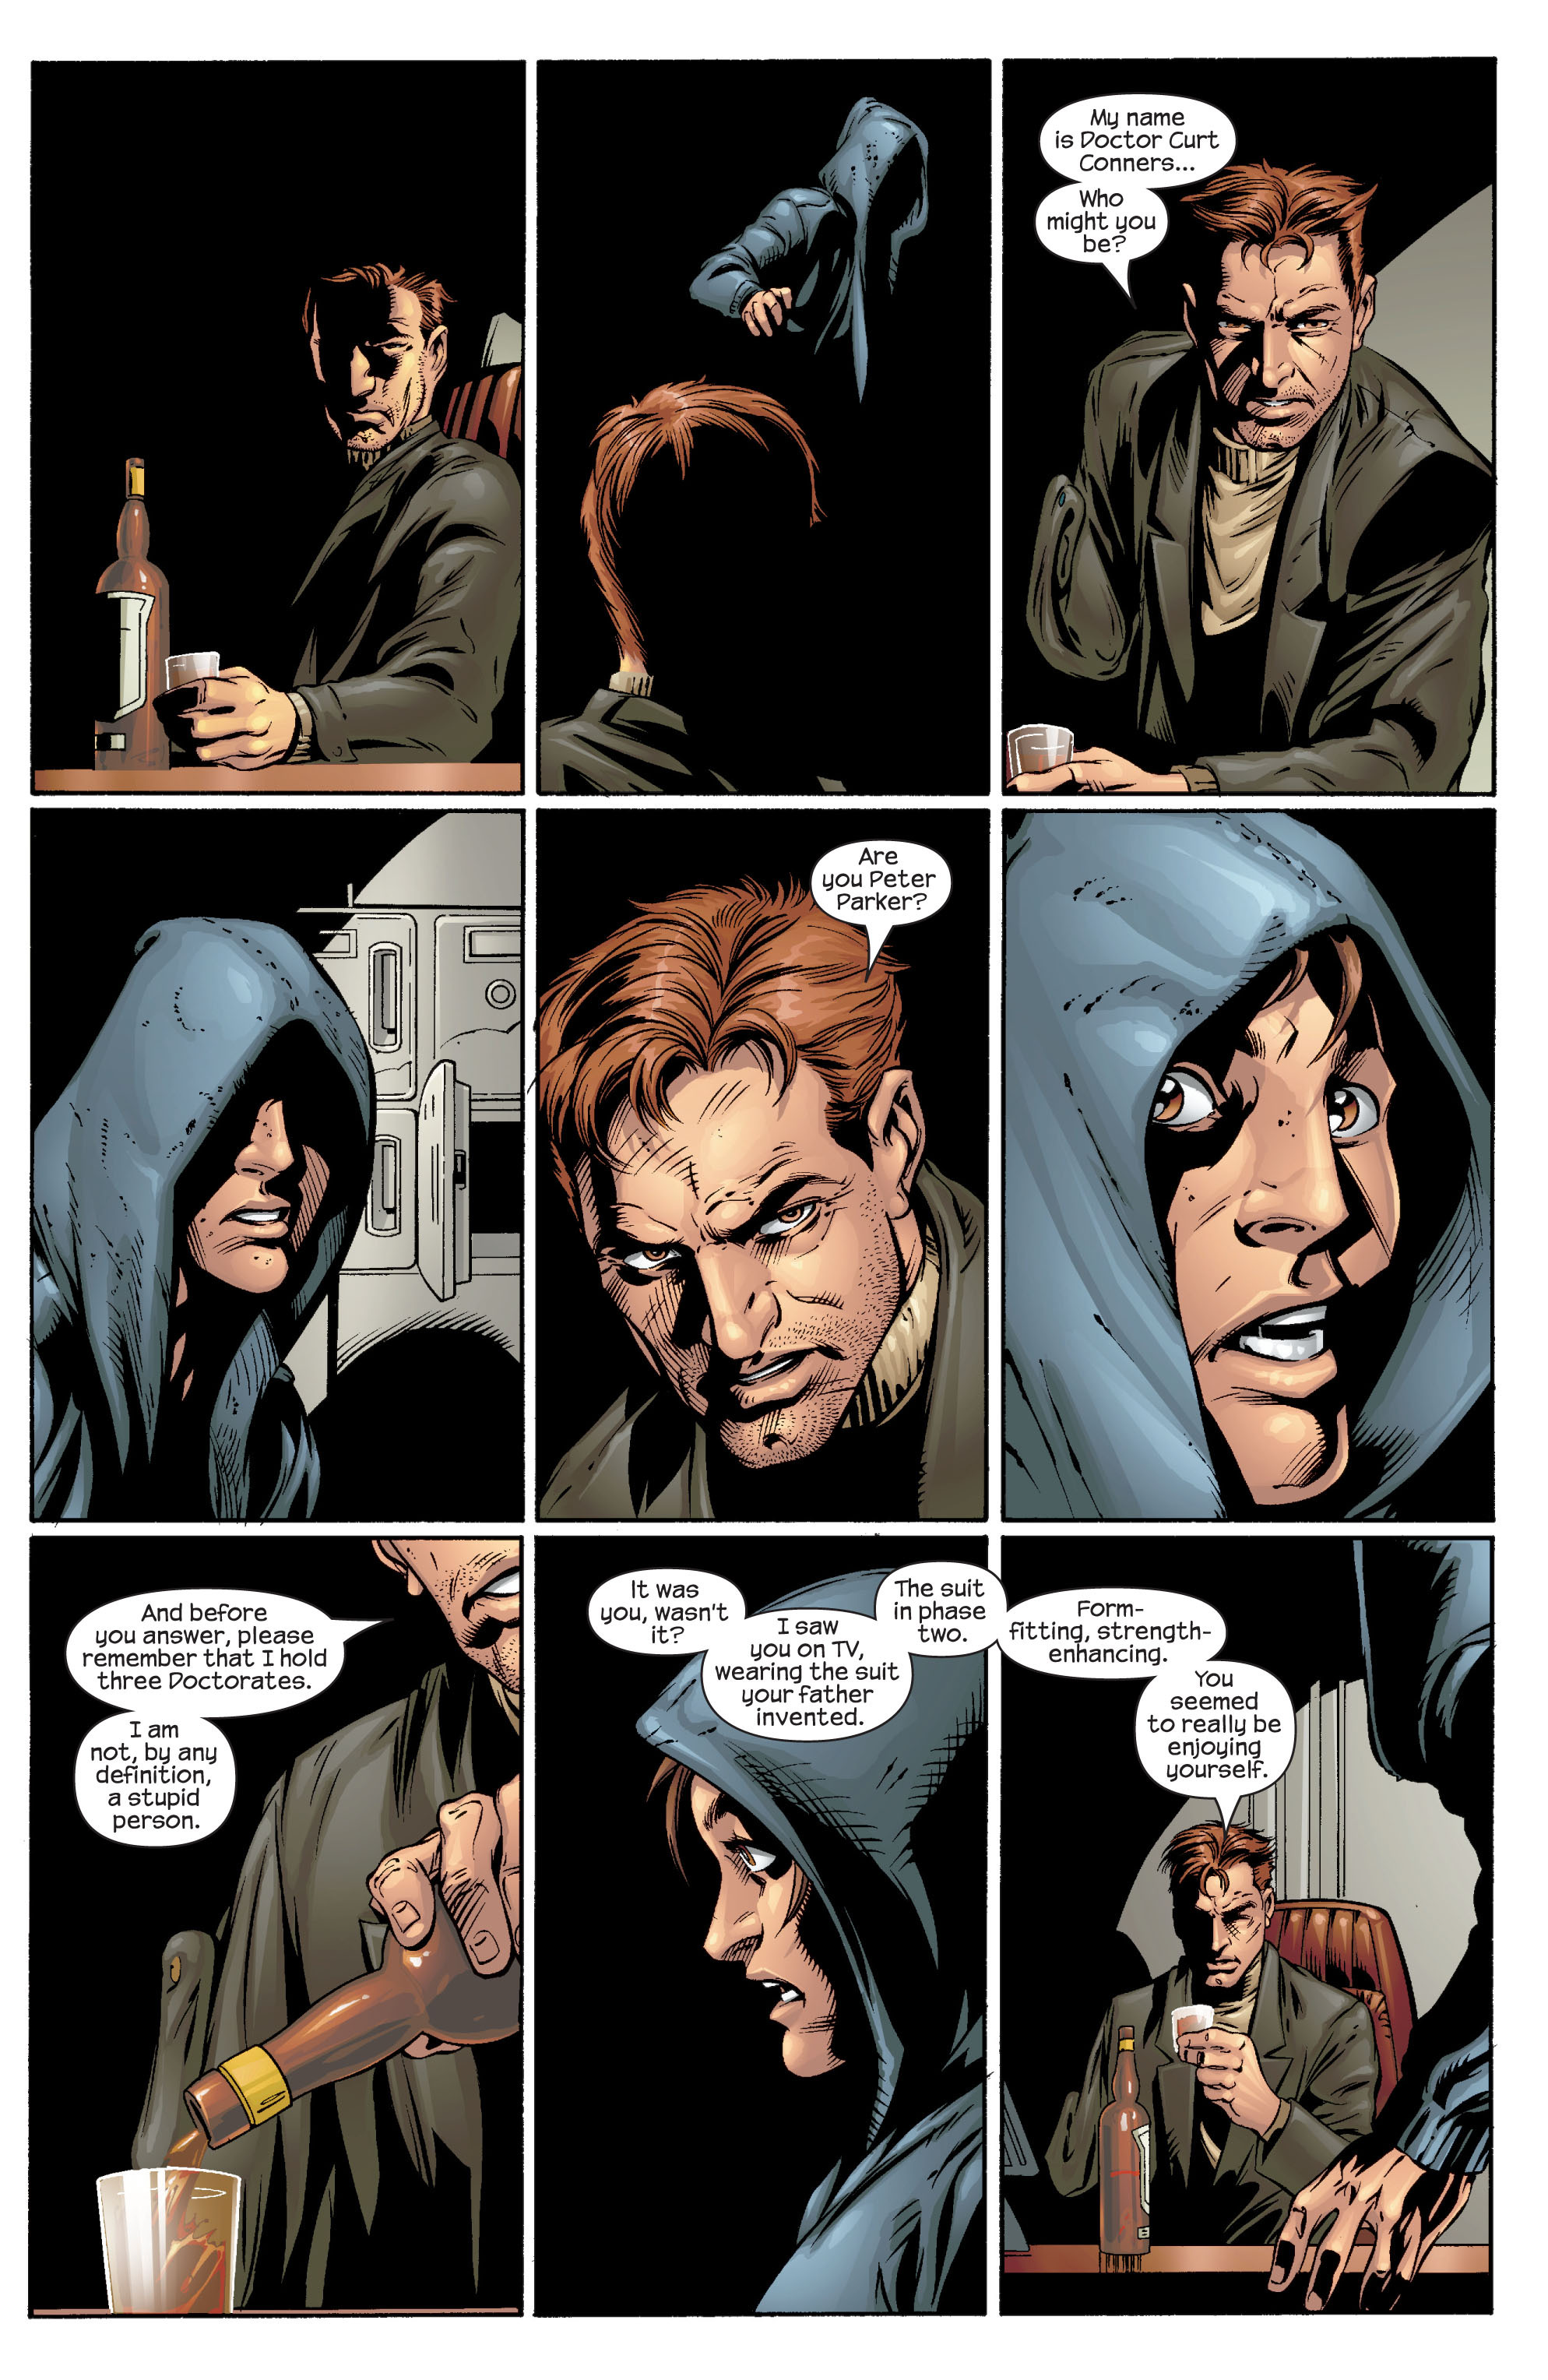 My name
is Doctor Curt
Conners...
Who
might you
be?
Are
you Peter
Parker?
And before
you answer, please
remember that I hold
three Doctorates.
I am
not, by any
definition,
a stupid
person.
It was
you, wasn't
it?
I saw
you on TV,
wearing the suit
your father
invented.
The suit
in phase
two.
Form-
fitting, strength-
enhancing.
You
seemed
to really be
enjoying
yourself.